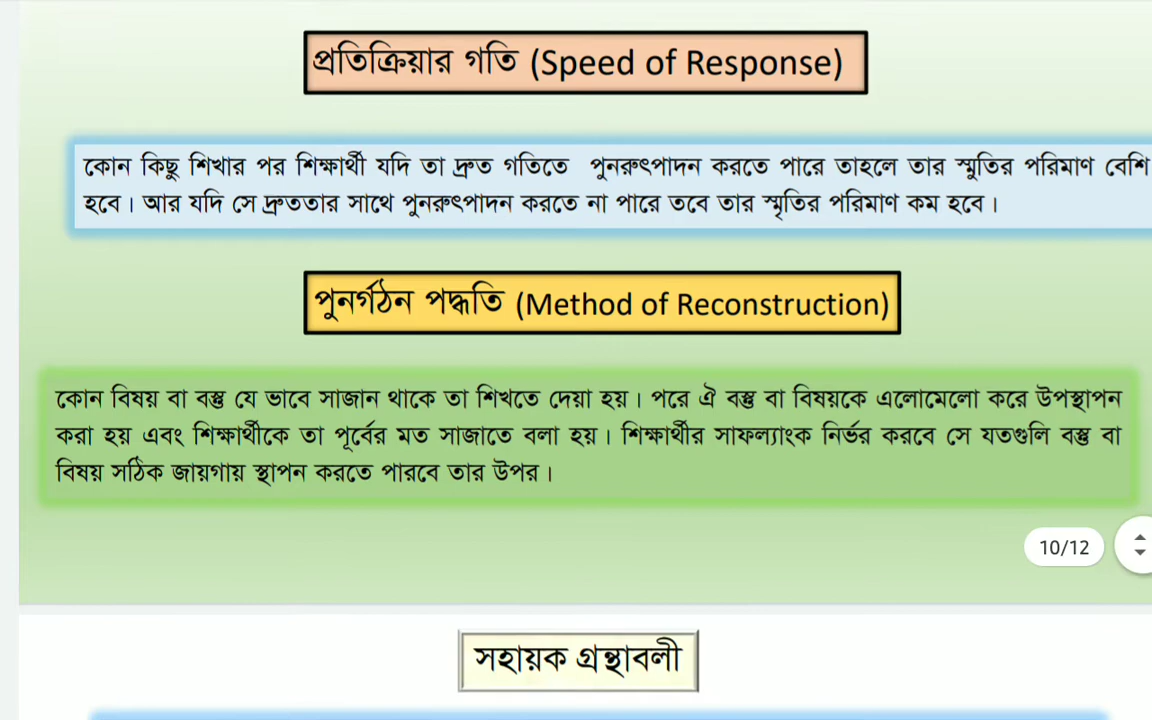 প্রতিক্রিয়ার গতি (Speed of Response)
কোন কিছু শিখার পর শিক্ষার্থী যদি তা দ্রুত গতিতে পুনরুৎপাদন করতে পারে তাহলে তার স্মৃতির পরিমাণ বেশি
হবে। আর যদি সে দ্রুততার সাথে পুনরুৎপাদন করতে না পারে তবে তার স্মৃতির পরিমাণ কম হবে।
পুনর্গঠন পদ্ধতি (Method of Reconstruction)
কোন বিষয় বা বস্তু যে ভাবে সাজান থাকে তা শিখতে দেয়া হয়। পরে ঐ বস্তু বা বিষয়কে এলোমেলো করে উপস্থাপন
করা হয় এবং শিক্ষার্থীকে তা পূর্বের মত সাজাতে বলা হয়। শিক্ষার্থীর সাফল্যাংক নির্ভর করবে সে যতগুলি বস্তু বা
বিষয় সঠিক জায়গায় স্থাপন করতে পারবে তার উপর।
10/12
সহায়ক গ্রন্থাবলী